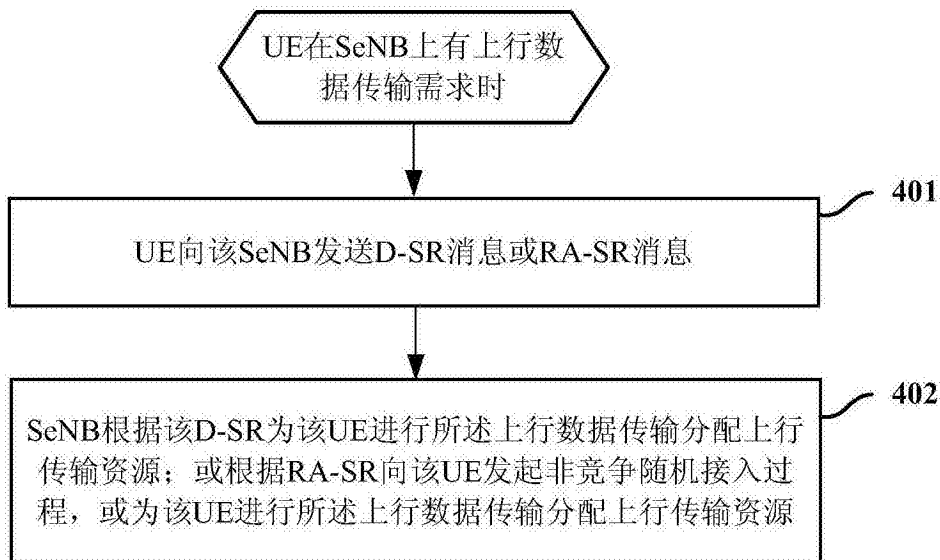 UE在SeNB上有上行数
据传输需求时
401
UE向该SeNB发送D-SR消息或RA-SR消息
402
SeNB根据该D-SR为该UE进行所述上行数据传输分配上行
传输资源；或根据RA-SR向该UE发起非竞争随机接入过
程，或为该UE进行所述上行数据传输分配上行传输资源